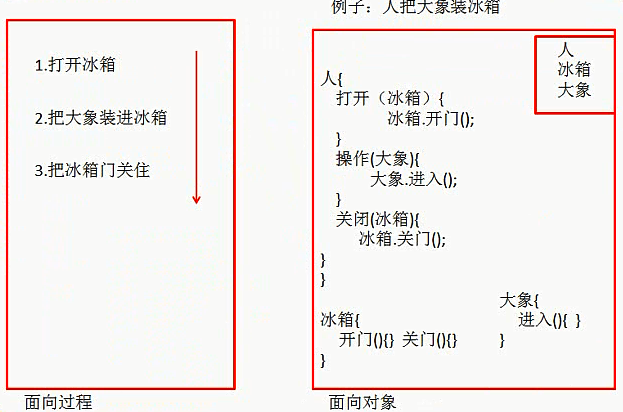 例子：人把大象装冰箱
1.打开冰箱
2.把大象装进冰箱
3.把冰箱门关住
面向过程
人
冰箱
大象
人{
打开（冰箱）{
冰箱.开门();
}
操作(大象){
大象.进入();
}
关闭(冰箱){
冰箱.关门();
}
}
冰箱{
开门(){} 关门(){}
}
大象{
进入(){ }
}
面向对象